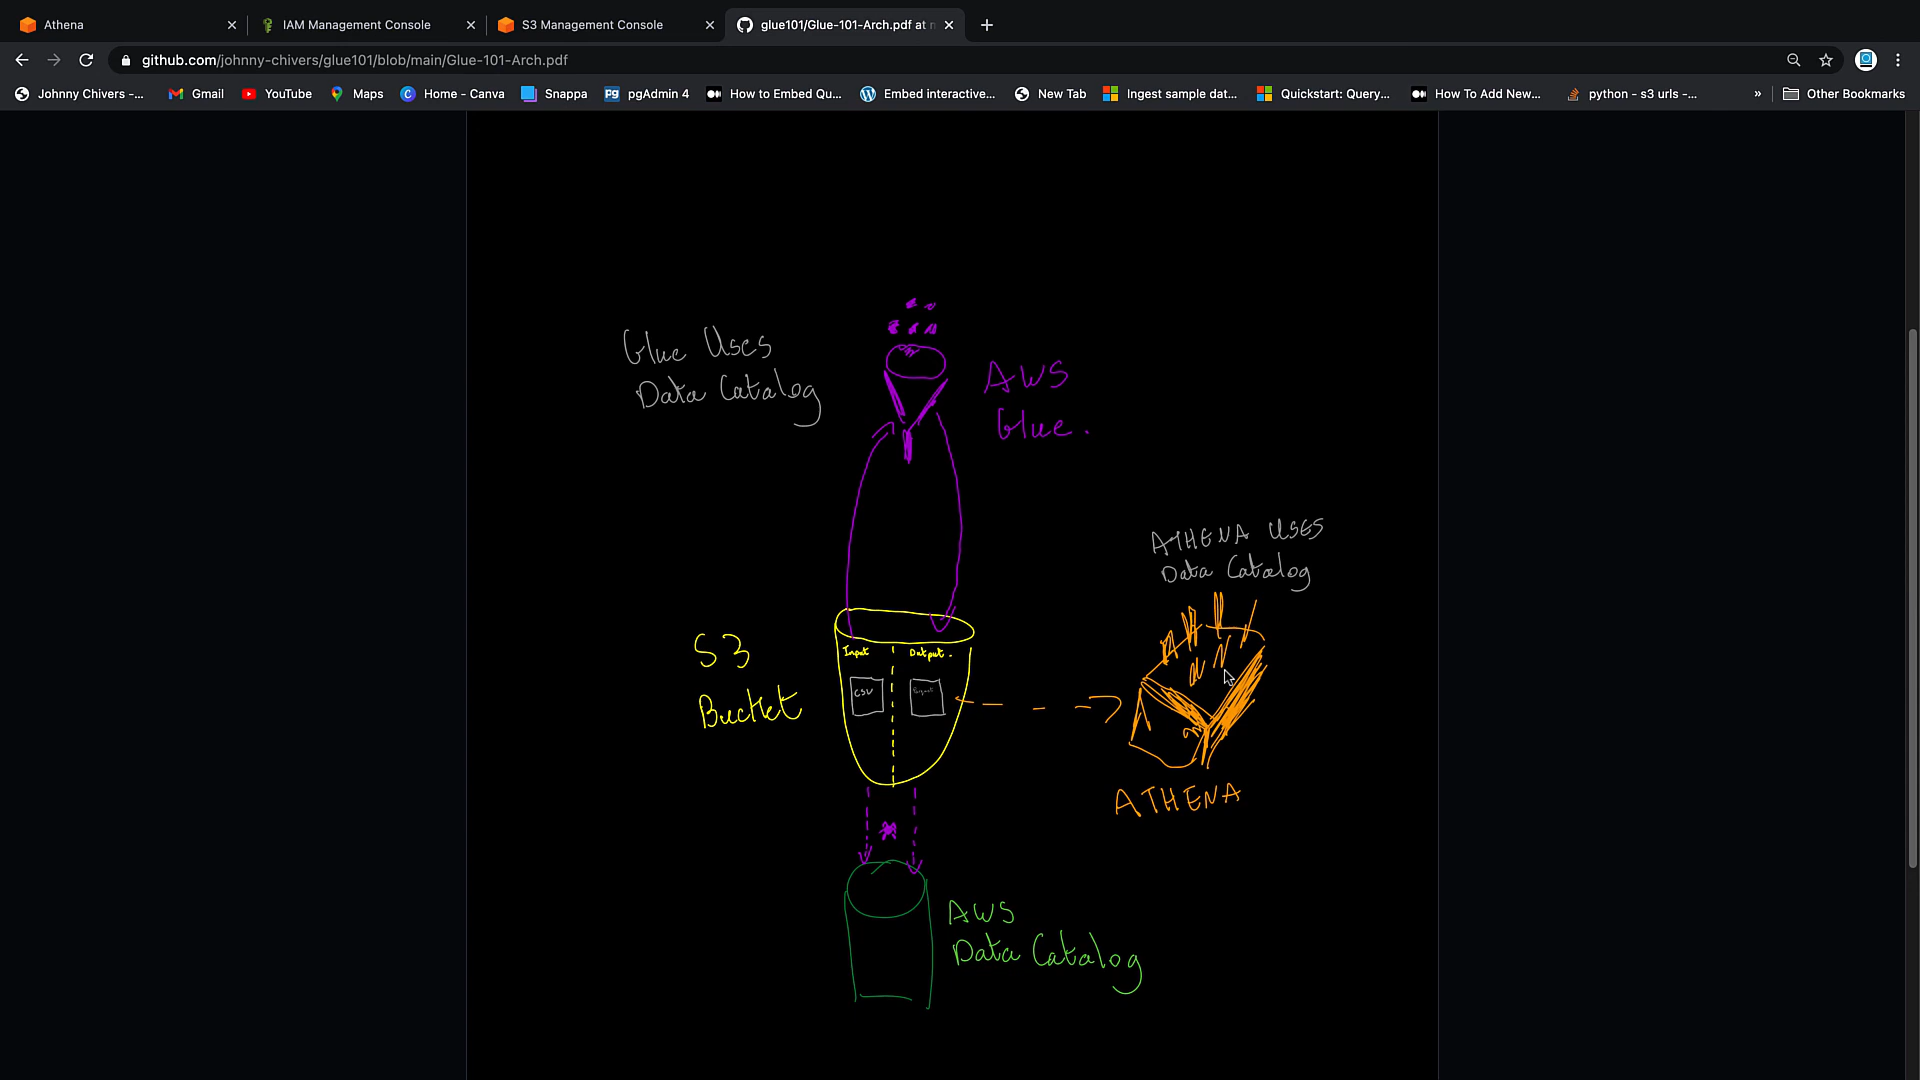 Athena
IAM Management Console
S3 Management Console
glue101/Glue-101-Arch.pdf at m
github.com/johnny-chivers/glue101/blob/main/Glue-101-Arch.pdf
Johnny Chivers -...
Gmail
YouTube
Maps
Home - Canva
Snappa
pgAdmin 4
How to Embed Qu...
Embed interactive...
New Tab
Ingest sample dat...
Quickstart: Query...
How To Add New...
python - s3 urls -...
»
Other Bookmarks
Glue Uses
Data Catalog
AWS
Glue.
ATHENA USES
Data Catalog
S3
Bucket
Input
Output.
CSV
Parquet
ATHENA
AWS
Data Catalog